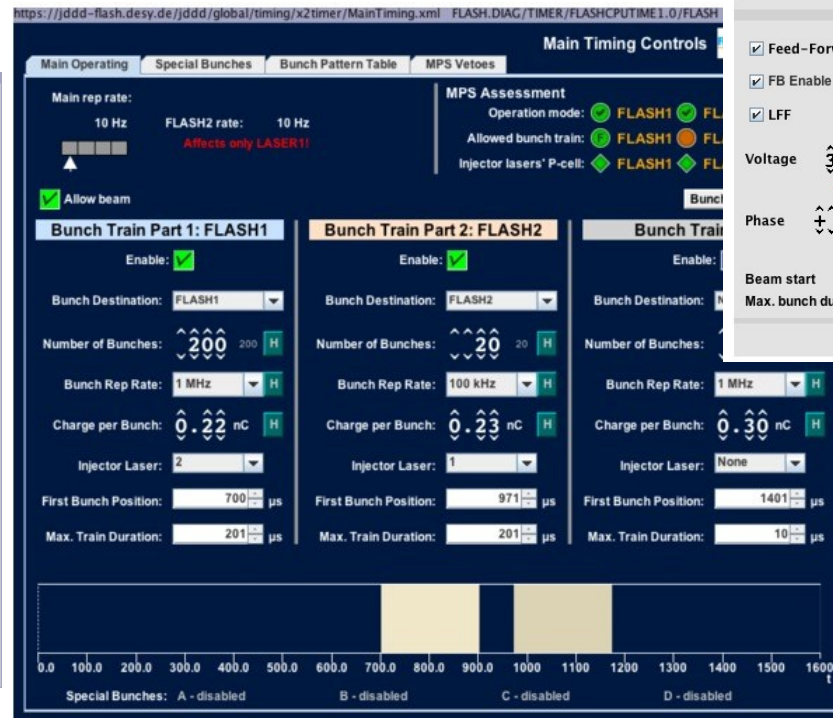 https://jddd-flash.desy.de/jddd/global/timing/x2timer/MainTiming.xml FLASH.DIAG/TIMER/FLASHCPUTIME1.0/FLASH
Main Timing Controls
Main Operating Special Bunches Bunch Pattern Table MPS Vetoes
Main rep rate:
10 Hz FLASH2 rate: 10 Hz
Affects only LASER1!
MPS Assessment
Operation mode: FLASH1 FL
Allowed bunch train: F FLASH1 FL
Injector lasers' P-cell: FLASH1 FL
Allow beam
Bunc
Feed-For
FB Enable
LFF
Voltage 3
Phase +
Beam start
Max. bunch du
Bunch Train Part 1: FLASH1
Enable:
Bunch Destination: FLASH1
Number of Bunches: 200 200 H
Bunch Rep Rate: 1 MHz H
Charge per Bunch: 0.22 nC H
Injector Laser: 2
First Bunch Position: 700 µs
Max. Train Duration: 201 µs
Bunch Train Part 2: FLASH2
Enable:
Bunch Destination: FLASH2
Number of Bunches: 20 20 H
Bunch Rep Rate: 100 kHz H
Charge per Bunch: 0.23 nC H
Injector Laser: 1
First Bunch Position: 971 µs
Max. Train Duration: 201 µs
Bunch Trai
Enable:
Bunch Destination: N
Number of Bunches:
Bunch Rep Rate: 1 MHz H
Charge per Bunch: 0.30 nC H
Injector Laser: None
First Bunch Position: 1401 µs
Max. Train Duration: 10 µs
0.0 100.0 200.0 300.0 400.0 500.0 600.0 700.0 800.0 900.0 1000 1100 1200 1300 1400 1500 1600
t
Special Bunches: A - disabled B - disabled C - disabled D - disabled